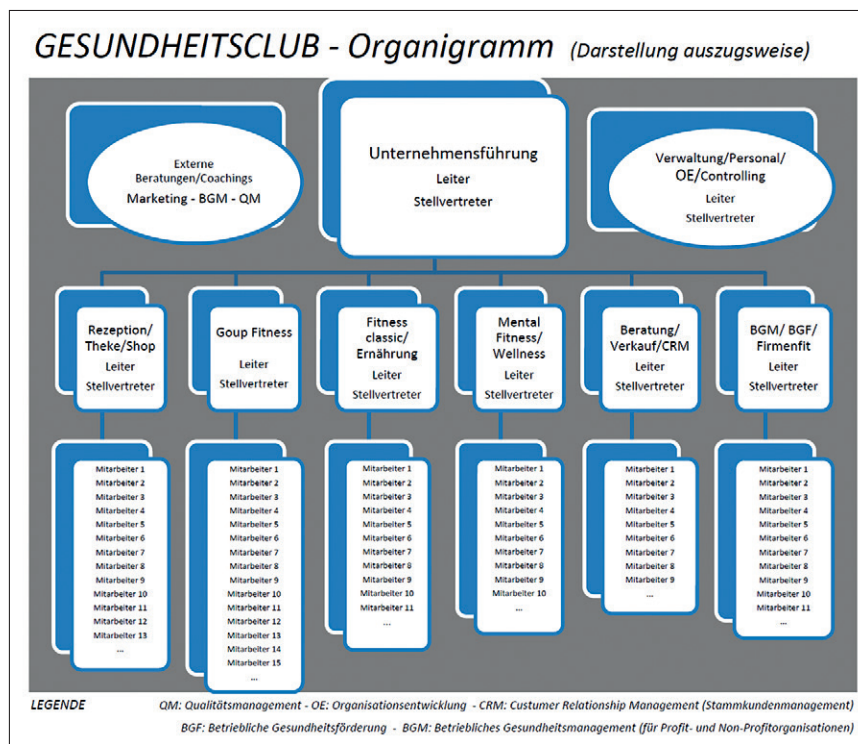 GESUNDHEITSCLUB - Organigramm (Darstellung auszugsweise)
Externe
Beratungen/Coachings
Marketing - BGM - QM
Unternehmensführung
Leiter
Stellvertreter
Verwaltung/Personal/
OE/Controlling
Leiter
Stellvertreter
Rezeption/
Theke/Shop
Leiter
Stellvertreter
Goup Fitness
Leiter
Stellvertreter
Fitness
classic/
Ernährung
Leiter
Stellvertreter
Mental
Fitness/
Wellness
Leiter
Stellvertreter
Beratung/
Verkauf/CRM
Leiter
Stellvertreter
BGM/ BGF/
Firmenfit
Leiter
Stellvertreter
Mitarbeiter 1
Mitarbeiter 2
Mitarbeiter 3
Mitarbeiter 4
Mitarbeiter 5
Mitarbeiter 6
Mitarbeiter 7
Mitarbeiter 8
Mitarbeiter 9
Mitarbeiter 10
Mitarbeiter 11
Mitarbeiter 12
Mitarbeiter 13
...
Mitarbeiter 1
Mitarbeiter 2
Mitarbeiter 3
Mitarbeiter 4
Mitarbeiter 5
Mitarbeiter 6
Mitarbeiter 7
Mitarbeiter 8
Mitarbeiter 9
Mitarbeiter 10
Mitarbeiter 11
Mitarbeiter 12
Mitarbeiter 13
Mitarbeiter 14
Mitarbeiter 15
...
Mitarbeiter 1
Mitarbeiter 2
Mitarbeiter 3
Mitarbeiter 4
Mitarbeiter 5
Mitarbeiter 6
Mitarbeiter 7
Mitarbeiter 8
Mitarbeiter 9
Mitarbeiter 10
Mitarbeiter 11
...
Mitarbeiter 1
Mitarbeiter 2
Mitarbeiter 3
Mitarbeiter 4
Mitarbeiter 5
Mitarbeiter 6
Mitarbeiter 7
Mitarbeiter 8
Mitarbeiter 9
Mitarbeiter 10
...
Mitarbeiter 1
Mitarbeiter 2
Mitarbeiter 3
Mitarbeiter 4
Mitarbeiter 5
Mitarbeiter 6
Mitarbeiter 7
Mitarbeiter 8
Mitarbeiter 9
...
Mitarbeiter 1
Mitarbeiter 2
Mitarbeiter 3
Mitarbeiter 4
Mitarbeiter 5
Mitarbeiter 6
Mitarbeiter 7
Mitarbeiter 8
Mitarbeiter 9
Mitarbeiter 10
Mitarbeiter 11
...
LEGENDE QM: Qualitätsmanagement - OE: Organisationsentwicklung - CRM: Custumer Relationship Management (Stammkundenmanagement)
BGF: Betriebliche Gesundheitsförderung - BGM: Betriebliches Gesundheitsmanagement (für Profit- und Non-Profitorganisationen)